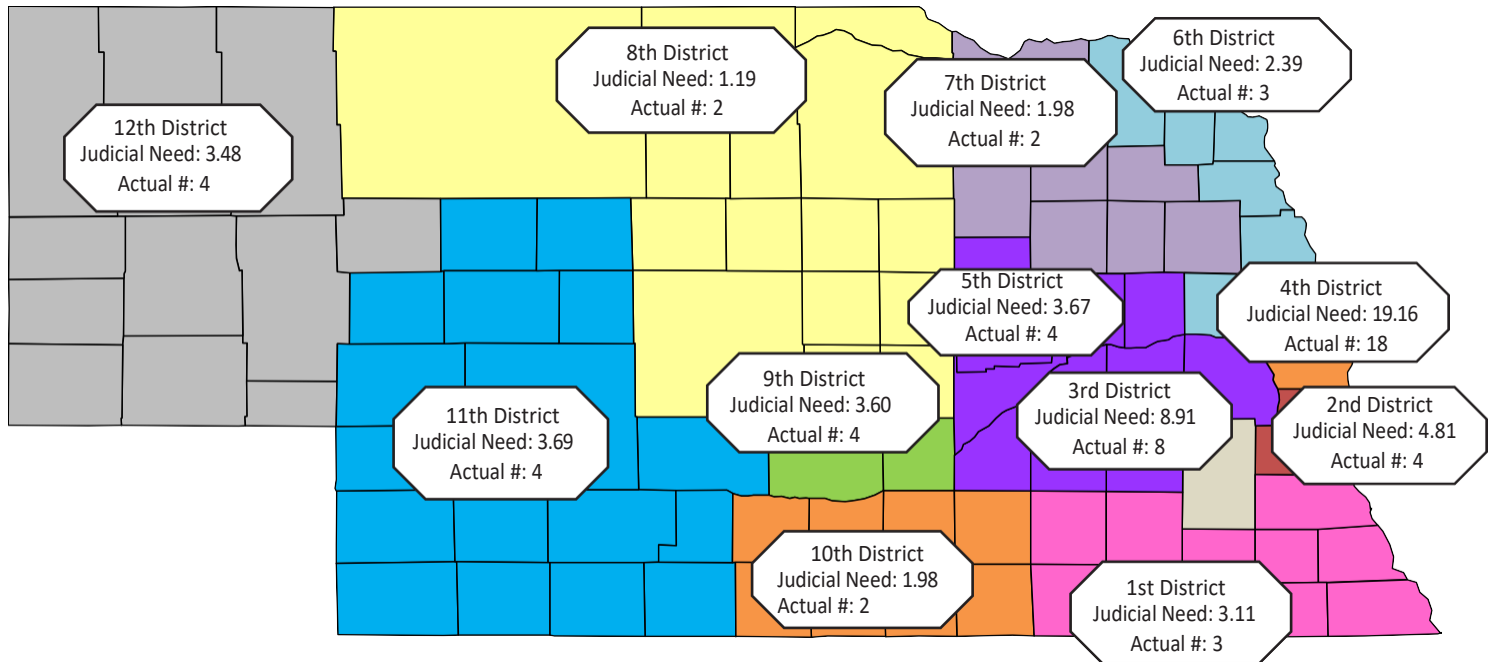 6th District
Judicial Need: 2.39
Actual #: 3
8th District
Judicial Need: 1.19
Actual #: 2
7th District
Judicial Need: 1.98
Actual #: 2
12th District
Judicial Need: 3.48
Actual #: 4
5th District
Judicial Need: 3.67
Actual #: 4
4th District
Judicial Need: 19.16
Actual #: 18
9th District
Judicial Need: 3.60
Actual #: 4
3rd District
Judicial Need: 8.91
Actual #: 8
2nd District
Judicial Need: 4.81
Actual #: 4
11th District
Judicial Need: 3.69
Actual #: 4
10th District
Judicial Need: 1.98
Actual #: 2
1st District
Judicial Need: 3.11
Actual #: 3